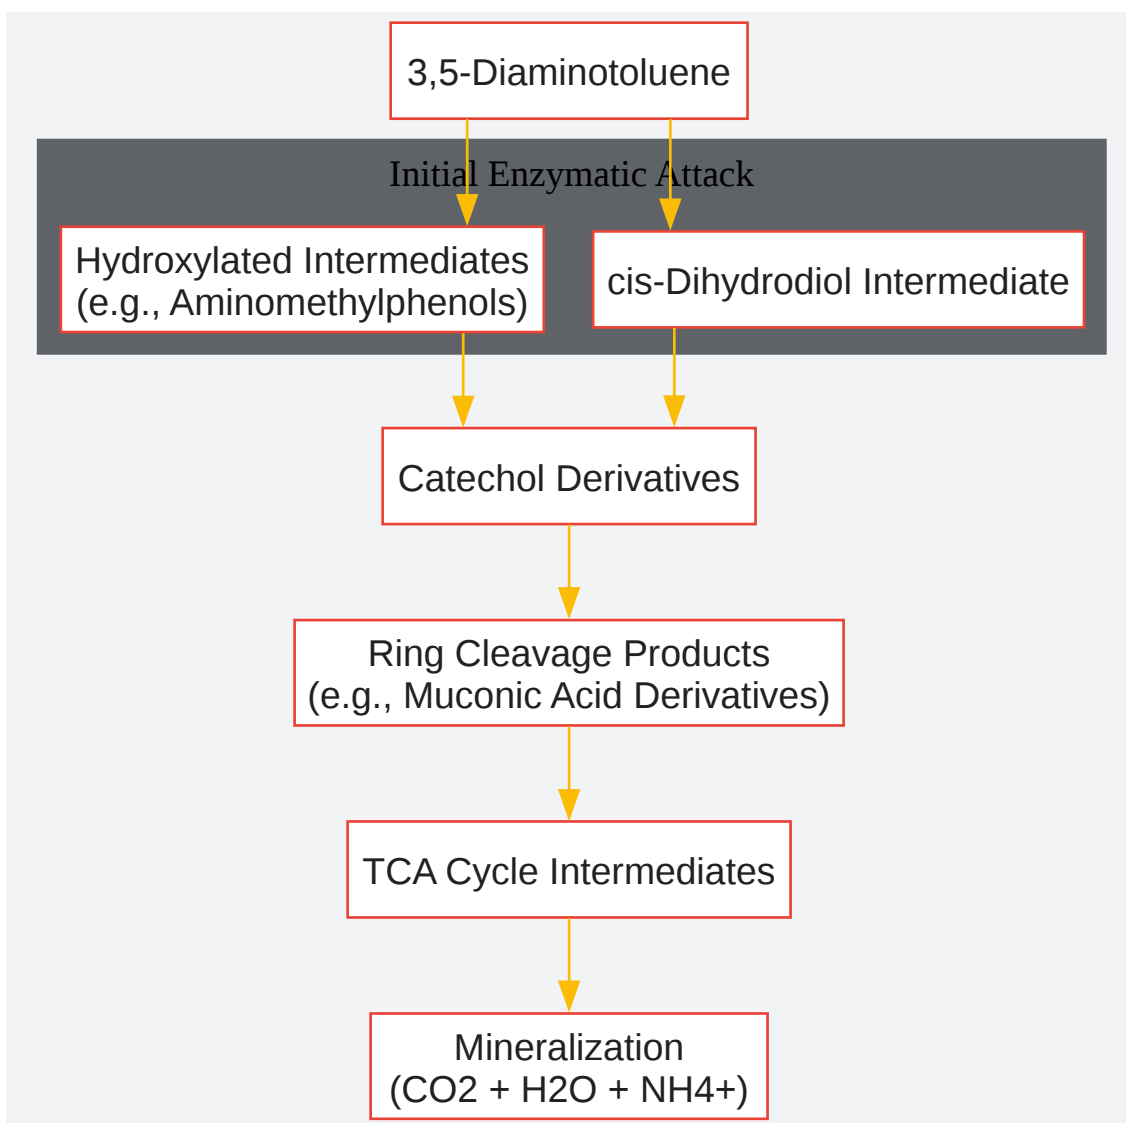 3,5-Diaminotoluene
Initial Enzymatic Attack
Hydroxylated Intermediates
(e.g., Aminomethylphenols)
cis-Dihydrodiol Intermediate
Catechol Derivatives
Ring Cleavage Products
(e.g., Muconic Acid Derivatives)
TCA Cycle Intermediates
Mineralization
(CO2 + H2O + NH4+)